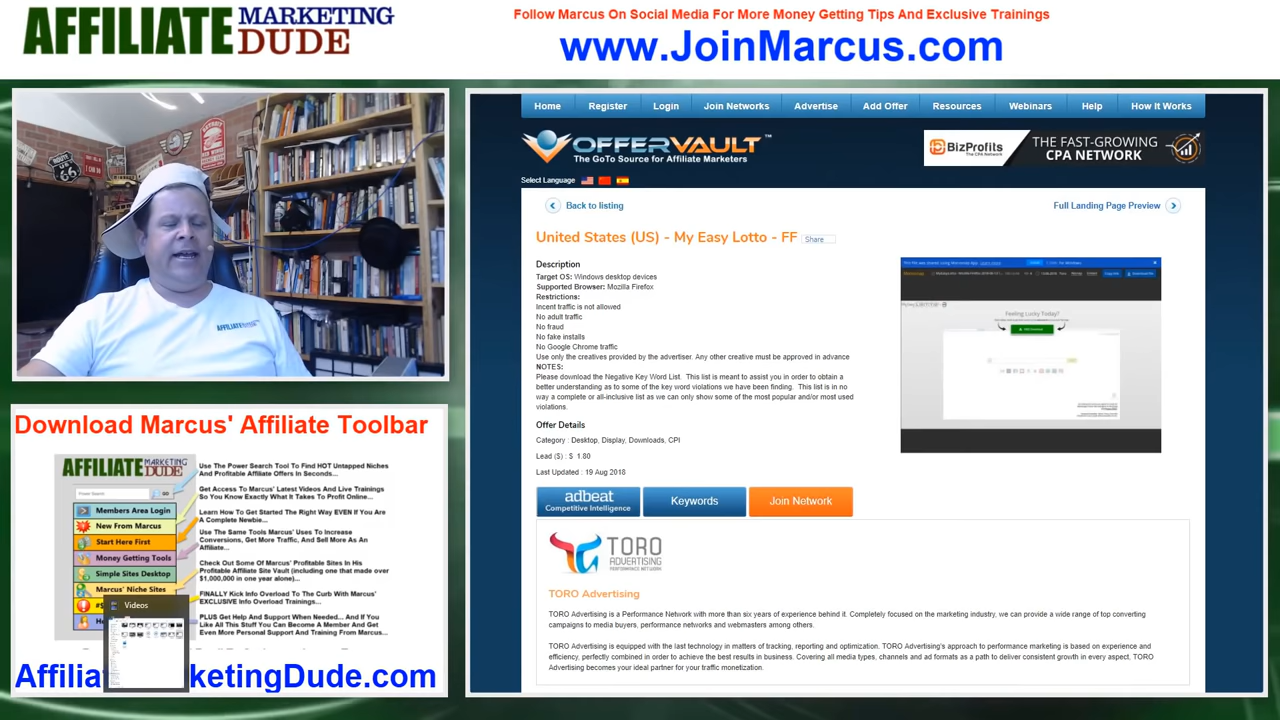 AFFILIATE MARKETING DUDE
Follow Marcus On Social Media For More Money Getting Tips And Exclusive Trainings
www.JoinMarcus.com
Home Register Login Join Networks Advertise Add Offer Resources Webinars Help How It Works
OFFERVAULT™
The GoTo Source for Affiliate Marketers
BizProfits
The CPA Network
THE FAST-GROWING
CPA NETWORK
Select Language
Back to listing
Full Landing Page Preview
United States (US) - My Easy Lotto - FF
Share
Description
Target OS: Windows desktop devices
Supported Browser: Mozilla Firefox
Restrictions:
Incent traffic is not allowed
No adult traffic
No fraud
No fake installs
No Google Chrome traffic
Use only the creatives provided by the advertiser. Any other creative must be approved in advance
NOTES:
Please download the Negative Key Word List. This list is meant to assist you in order to obtain a
better understanding as to some of the key word violations we have been finding. This list is in no
way a complete or all-inclusive list as we can only show some of the most popular and/or most used
violations.
Feeling Lucky Today?
Offer Details
Category : Desktop, Display, Downloads, CPI
Lead ($) : $ 1.80
Last Updated : 19 Aug 2018
adbeat
Competitive Intelligence
Keywords
Join Network
TORO
ADVERTISING
PERFORMANCE NETWORK
TORO Advertising
TORO Advertising is a Performance Network with more than six years of experience behind it. Completely focused on the marketing industry, we can provide a wide range of top converting
campaigns to media buyers, performance networks and webmasters among others.
TORO Advertising is equipped with the last technology in matters of tracking, reporting and optimization. TORO Advertising's approach to performance marketing is based on experience and
efficiency, perfectly combined in order to achieve the best results in business. Covering all media types, channels and ad formats as a path to deliver consistent growth in every aspect. TORO
Advertising becomes your ideal partner for your traffic monetization.
ROUTE
US
66
DETROIT
AFFILIATE
Download Marcus' Affiliate Toolbar
AFFILIATE MARKETING DUDE
Power Search
GO
Members Area Login
New From Marcus
Start Here First
Money Getting Tools
Simple Sites Desktop
Marcus' Niche Sites
Use The Power Search Tool To Find HOT Untapped Niches
And Profitable Affiliate Offers In Seconds...
Get Access To Marcus' Latest Videos And Live Trainings
So You Know Exactly What It Takes To Profit Online...
Learn How To Get Started The Right Way EVEN If You Are
A Complete Newbie...
Use The Same Tools Marcus' Uses To Increase
Conversions, Get More Traffic, And Sell More As An
Affiliate...
Check Out Some Of Marcus' Profitable Sites In His
Profitable Affiliate Site Vault (including one that made over
$1,000,000 in one year alone)...
FINALLY Kick Info Overload To The Curb With Marcus'
EXCLUSIVE Info Overload Trainings...
PLUS Get Help And Support When Needed... And If You
Like All This Stuff You Can Become A Member And Get
Even More Personal Support And Training From Marcus...
Videos
Affilia ketingDude.com